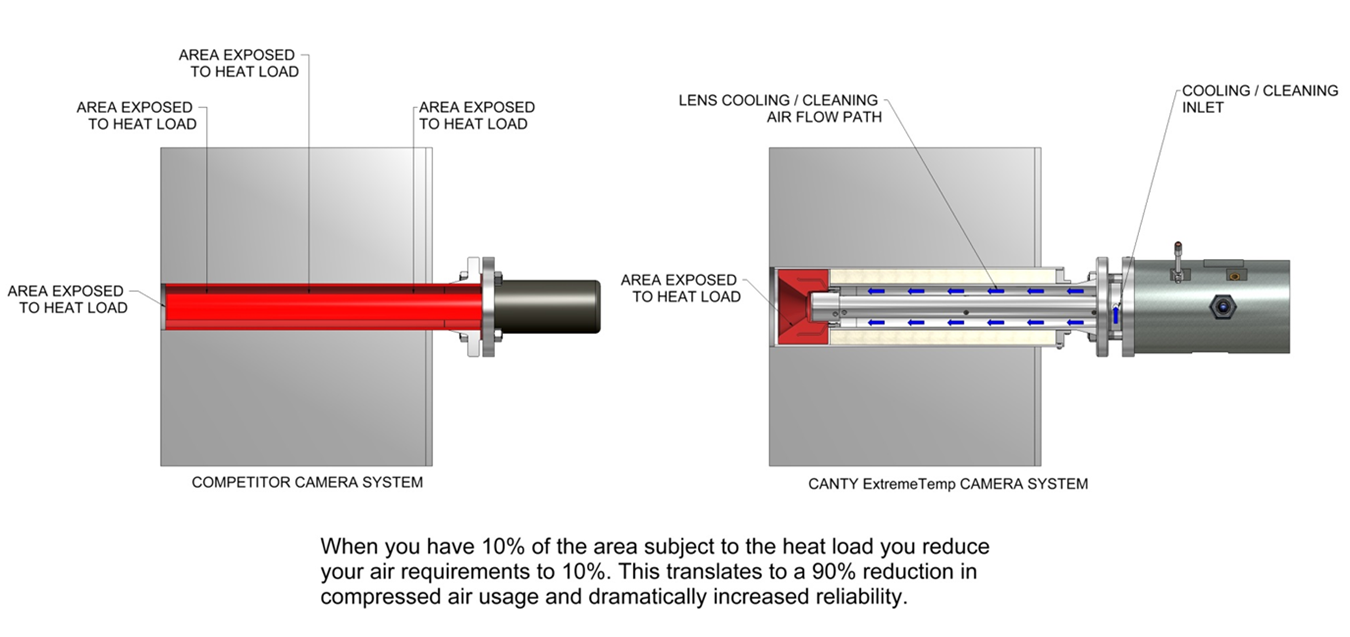 AREA EXPOSED
TO HEAT LOAD
AREA EXPOSED
TO HEAT LOAD
AREA EXPOSED
TO HEAT LOAD
AREA EXPOSED
TO HEAT LOAD
COMPETITOR CAMERA SYSTEM
LENS COOLING / CLEANING
AIR FLOW PATH
COOLING / CLEANING
INLET
AREA EXPOSED
TO HEAT LOAD
CANTY ExtremeTemp CAMERA SYSTEM
When you have 10% of the area subject to the heat load you reduce
your air requirements to 10%. This translates to a 90% reduction in
compressed air usage and dramatically increased reliability.